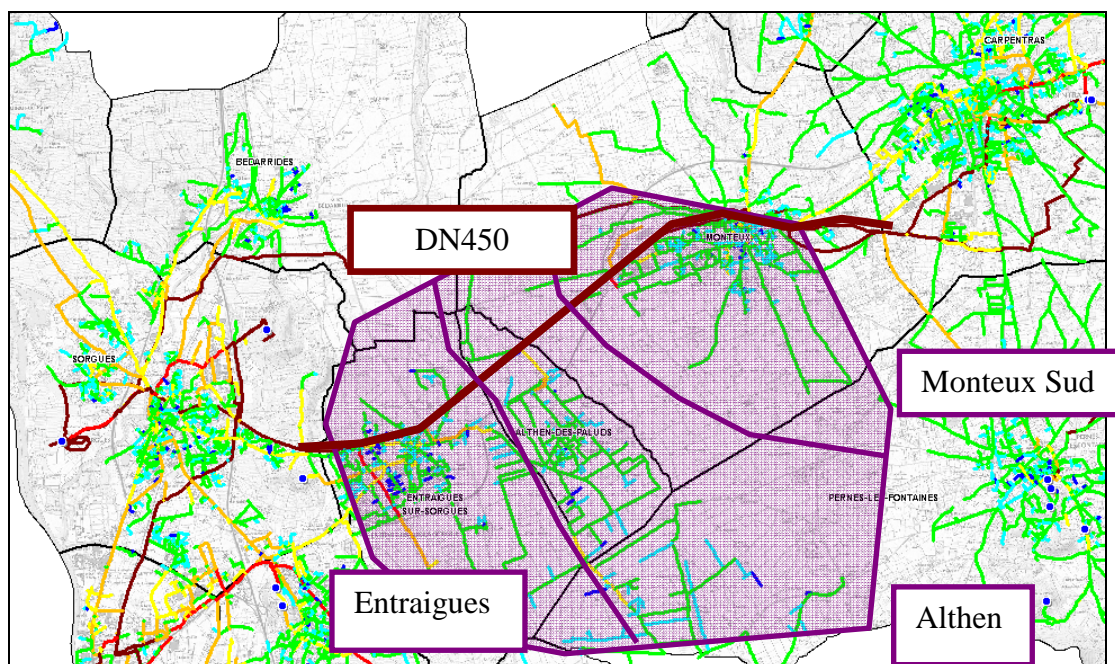 CARPENTRAS
BEDARRIDES
DN450
MONTEUX
SORGUES
Monteux Sud
ALTHEN-DES-PALUDS
ENTRAIGUES
SUR-SORGUES
PERNES-LES-FONTAINES
Entraigues
Althen